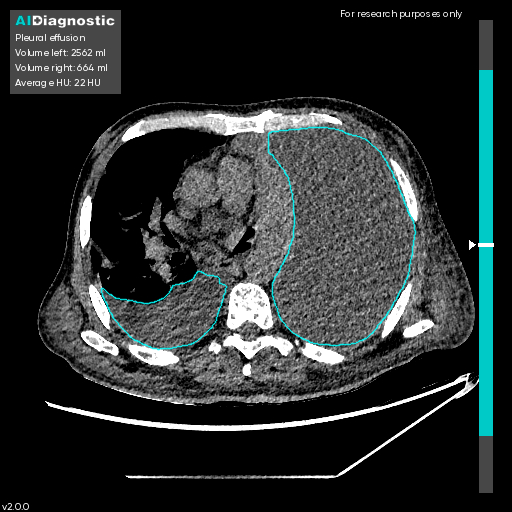 AIDiagnostic
Pleural effusion
Volume left: 2562 ml
Volume right: 664 ml
Average HU: 22 HU
For research purposes only
v2.0.0